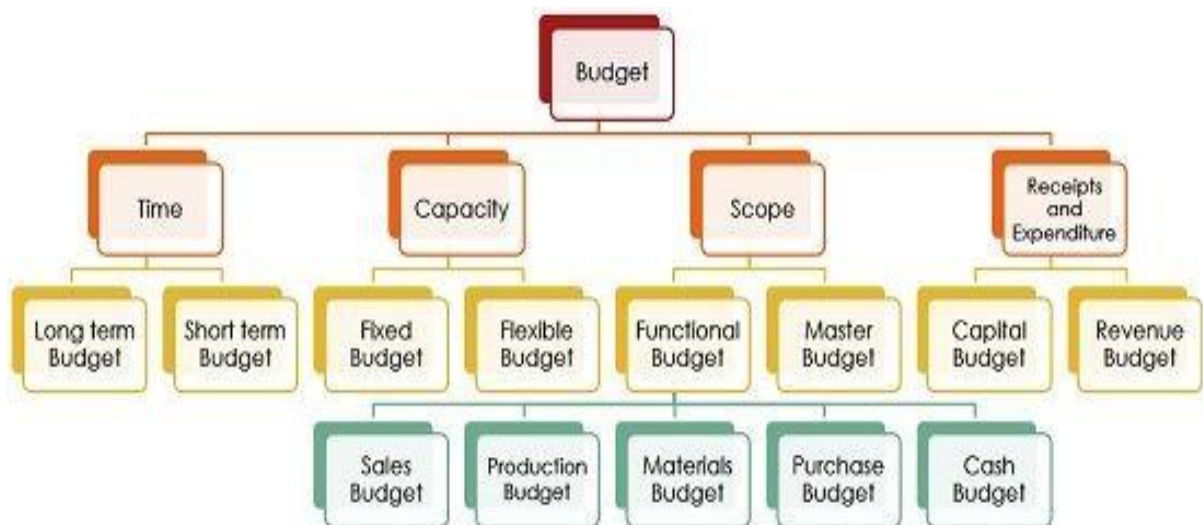 Budget
Time
Capacity
Scope
Receipts
and
Expenditure
Long term
Budget
Short term
Budget
Fixed
Budget
Flexible
Budget
Functional
Budget
Master
Budget
Capital
Budget
Revenue
Budget
Sales
Budget
Production
Budget
Materials
Budget
Purchase
Budget
Cash
Budget